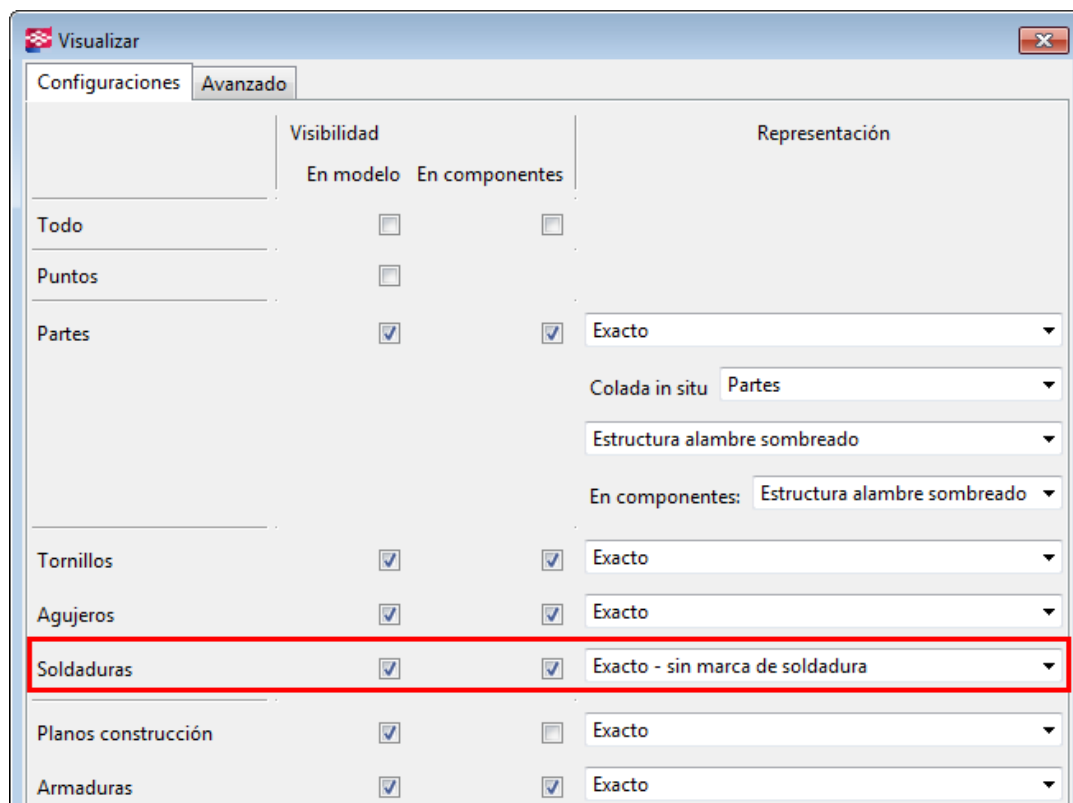 Visualizar
Configuraciones Avanzado
Visibilidad Representación
En modelo En componentes
Todo
Puntos
Partes Exacto
Colada in situ Partes
Estructura alambre sombreado
En componentes: Estructura alambre sombreado
Tornillos Exacto
Agujeros Exacto
Soldaduras Exacto - sin marca de soldadura
Planos construcción Exacto
Armaduras Exacto